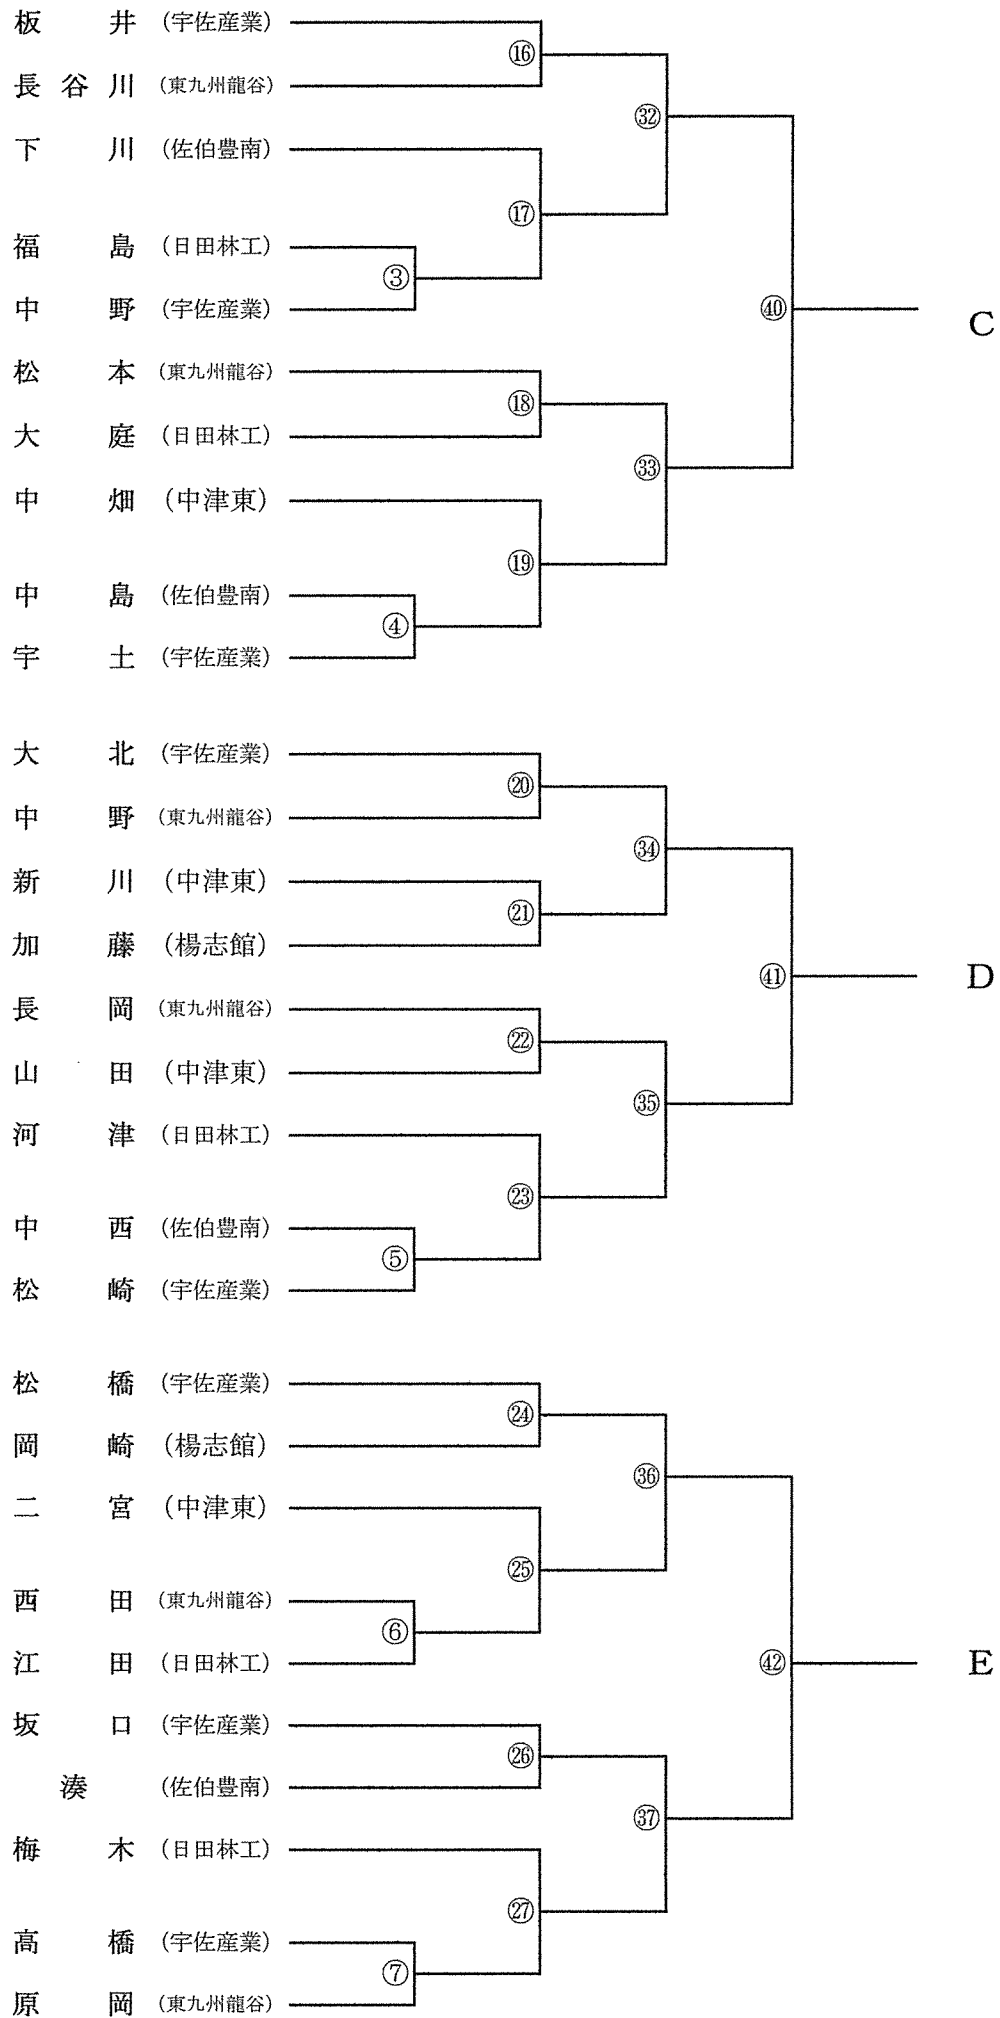 板井（宇佐産業）
⑯
長谷川（東九州龍谷）
㉜
下川（佐伯豊南）
⑰
福島（日田林工）
③
中野（宇佐産業）
㊵
C
松本（東九州龍谷）
⑱
大庭（日田林工）
㉝
中畑（中津東）
⑲
中島（佐伯豊南）
④
宇土（宇佐産業）
大北（宇佐産業）
⑳
中野（東九州龍谷）
㉞
新川（中津東）
㉑
加藤（楊志館）
㊶
D
長岡（東九州龍谷）
㉒
山田（中津東）
㉟
河津（日田林工）
㉓
中西（佐伯豊南）
⑤
松崎（宇佐産業）
松橋（宇佐産業）
㉔
岡崎（楊志館）
㊱
二宮（中津東）
㉕
西田（東九州龍谷）
⑥
江田（日田林工）
㊷
E
坂口（宇佐産業）
㉖
湊（佐伯豊南）
㊲
梅木（日田林工）
㉗
高橋（宇佐産業）
⑦
原岡（東九州龍谷）